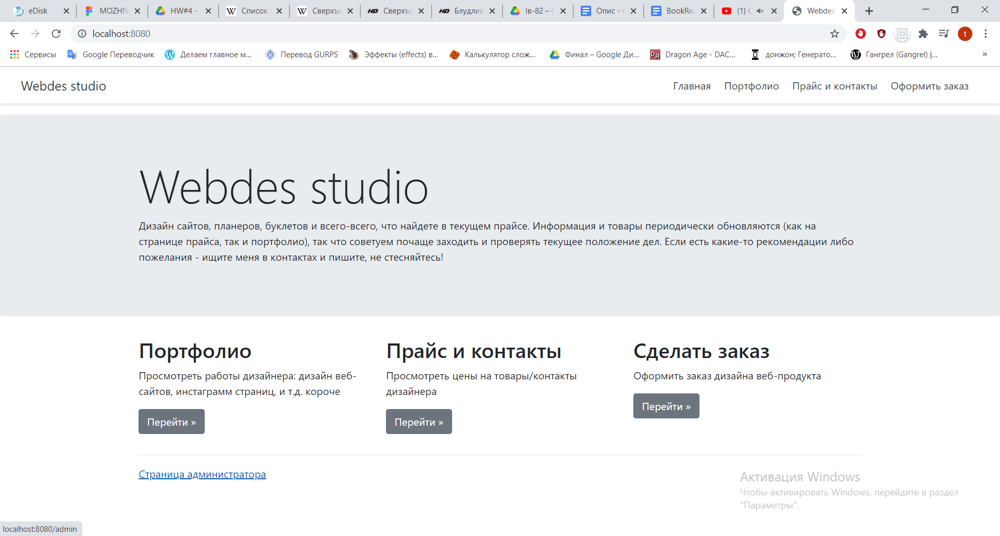 eDisk
MOZHN
HW#4 –
Список
Сверхъе
Сверхъе
Блудлив
Ів-82 – G
Опис - G
BookRea
(1) С
Webdes
localhost:8080
t
Сервисы
Google Переводчик
Делаем главное м...
Перевод GURPS
Эффекты (effects) в...
Калькулятор слож...
Финал – Google Ди...
Dragon Age - DAC...
донжон; Генерато...
Гангрел (Gangrel) |...
»
Webdes studio
Главная
Портфолио
Прайс и контакты
Оформить заказ
Webdes studio
Дизайн сайтов, планеров, буклетов и всего-всего, что найдете в текущем прайсе. Информация и товары периодически обновляются (как на
странице прайса, так и портфолио), так что советуем почаще заходить и проверять текущее положение дел. Если есть какие-то рекомендации либо
пожелания - ищите меня в контактах и пишите, не стесняйтесь!
Портфолио
Просмотреть работы дизайнера: дизайн веб-
сайтов, инстаграмм страниц, и т.д. короче
Перейти »
Прайс и контакты
Просмотреть цены на товары/контакты
дизайнера
Перейти »
Сделать заказ
Оформить заказ дизайна веб-продукта
Перейти »
Страница администратора
Активация Windows
Чтобы активировать Windows, перейдите в раздел
"Параметры".
localhost:8080/admin